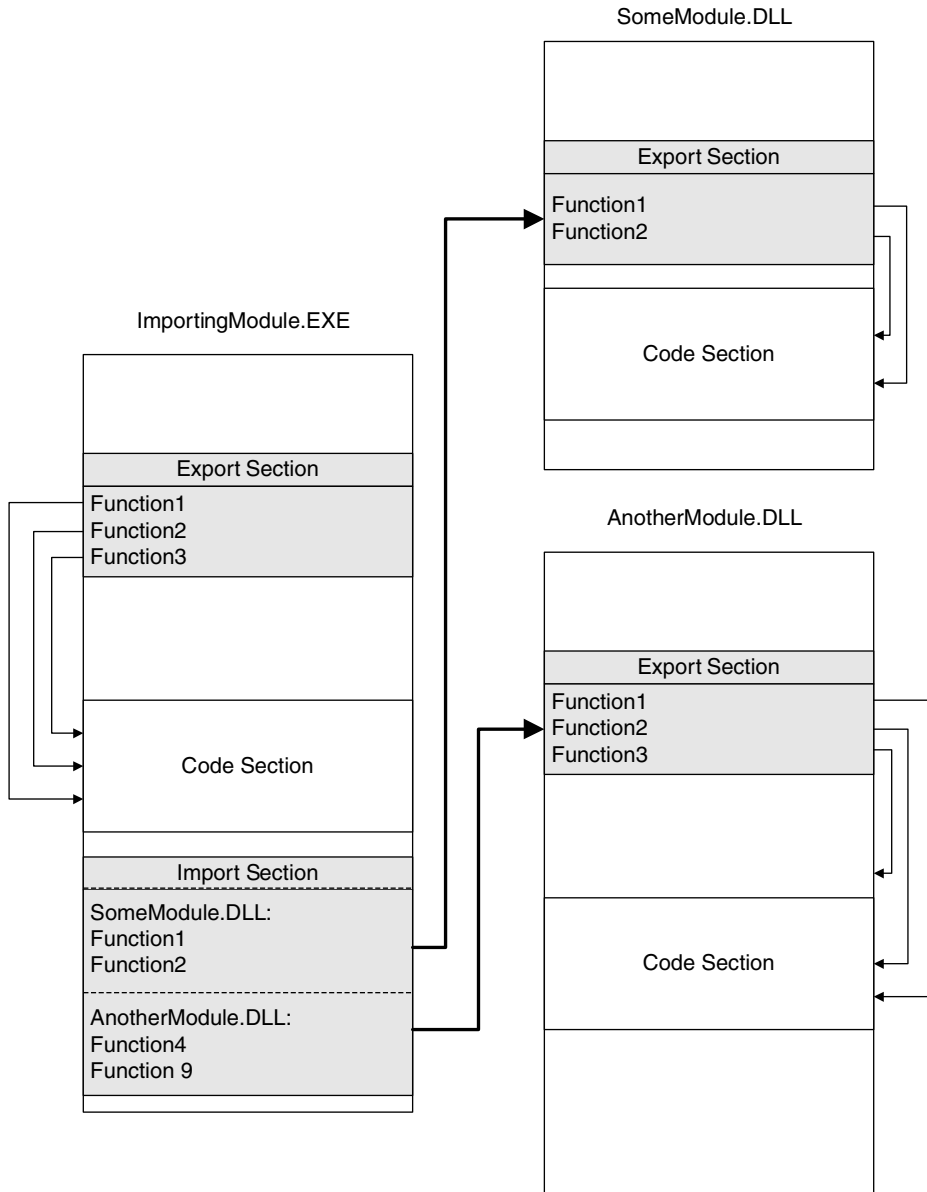 SomeModule.DLL
Export Section
Function1
Function2
Code Section
ImportingModule.EXE
Export Section
Function1
Function2
Function3
Code Section
Import Section
SomeModule.DLL:
Function1
Function2
AnotherModule.DLL:
Function4
Function 9
AnotherModule.DLL
Export Section
Function1
Function2
Function3
Code Section